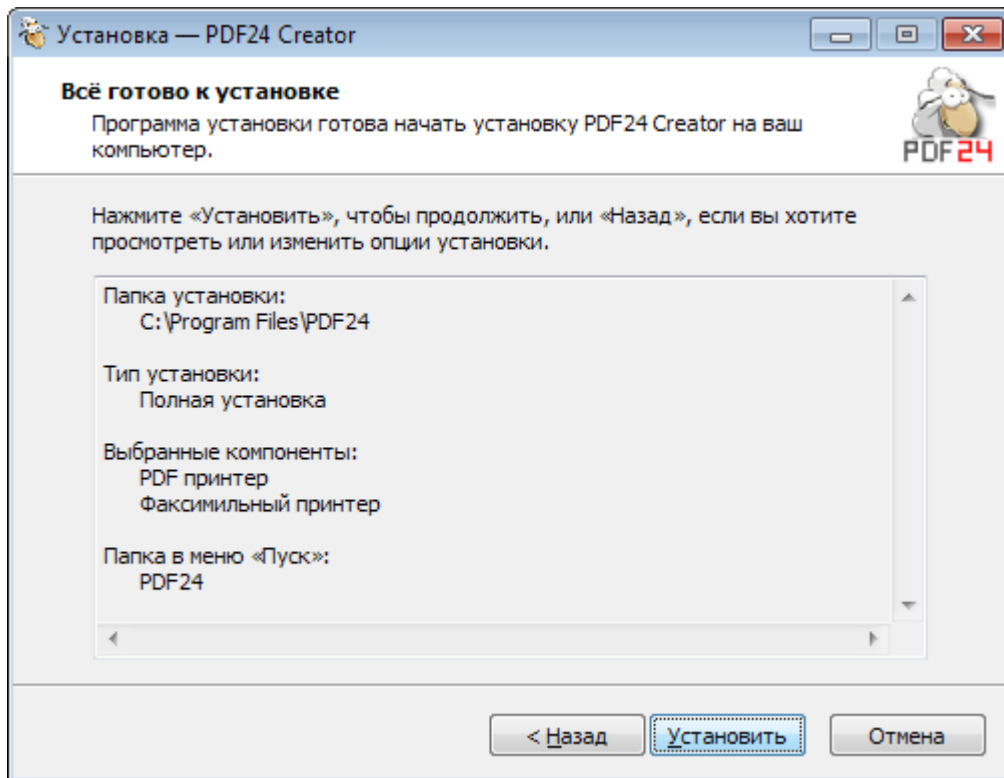 Установка — PDF24 Creator
Всё готово к установке
Программа установки готова начать установку PDF24 Creator на ваш
компьютер.
PDF24
Нажмите «Установить», чтобы продолжить, или «Назад», если вы хотите
просмотреть или изменить опции установки.
Папка установки:
C:\Program Files\PDF24
Тип установки:
Полная установка
Выбранные компоненты:
PDF принтер
Факсимильный принтер
Папка в меню «Пуск»:
PDF24
< Назад
Установить
Отмена